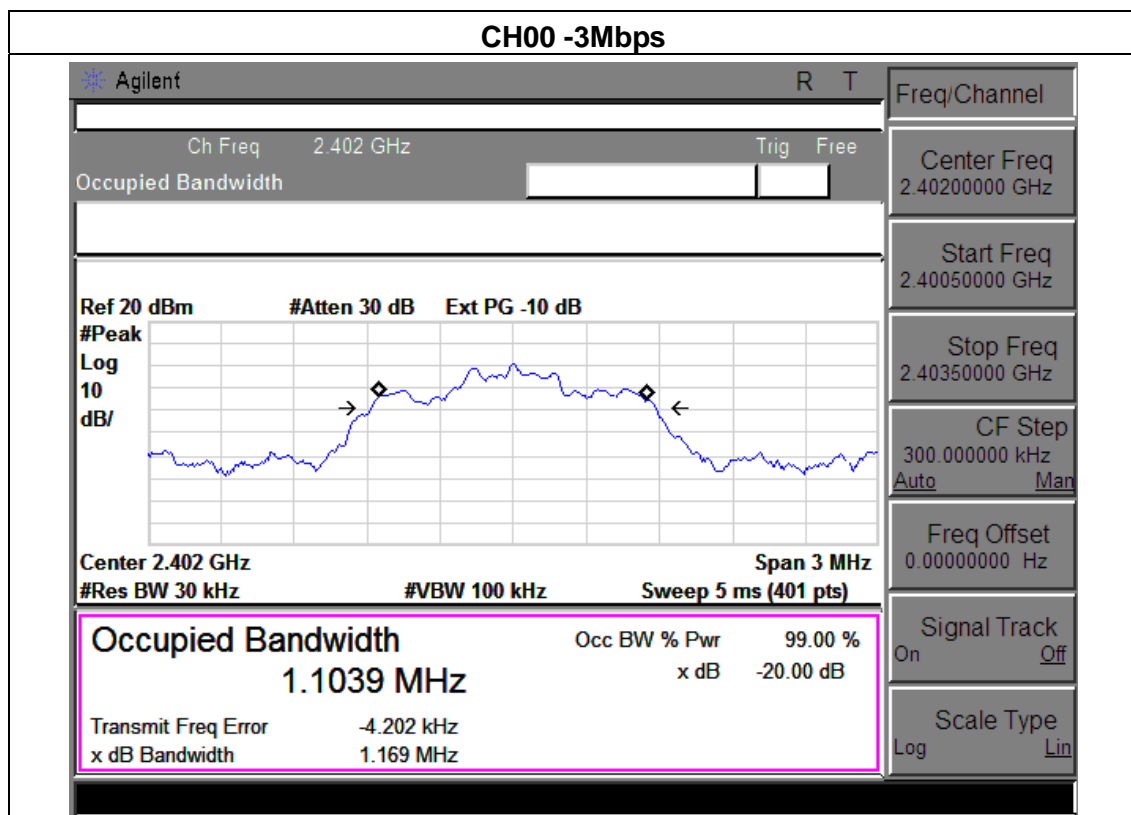 CH00 -3Mbps
Agilent R T
Ch Freq 2.402 GHz Trig Free
Occupied Bandwidth
Ref 20 dBm #Atten 30 dB Ext PG -10 dB
#Peak
Log
10
dB/
Center 2.402 GHz Span 3 MHz
#Res BW 30 kHz #VBW 100 kHz Sweep 5 ms (401 pts)
Occupied Bandwidth Occ BW % Pwr 99.00 %
1.1039 MHz x dB -20.00 dB
Transmit Freq Error -4.202 kHz
x dB Bandwidth 1.169 MHz
Freq/Channel
Center Freq
2.40200000 GHz
Start Freq
2.40050000 GHz
Stop Freq
2.40350000 GHz
CF Step
300.000000 kHz
Auto Man
Freq Offset
0.00000000 Hz
Signal Track
On Off
Scale Type
Log Lin